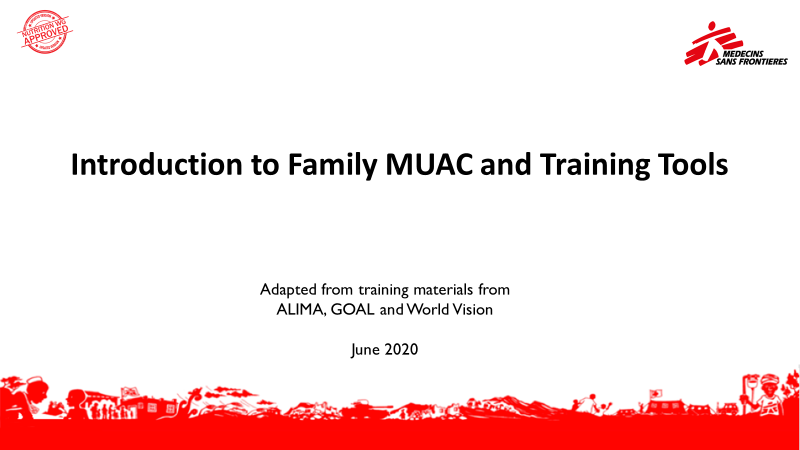 NUTRITION WG
APPROVED
MEDECINS
SANS FRONTIERES
Introduction to Family MUAC and Training Tools
Adapted from training materials from
ALIMA, GOAL and World Vision
June 2020